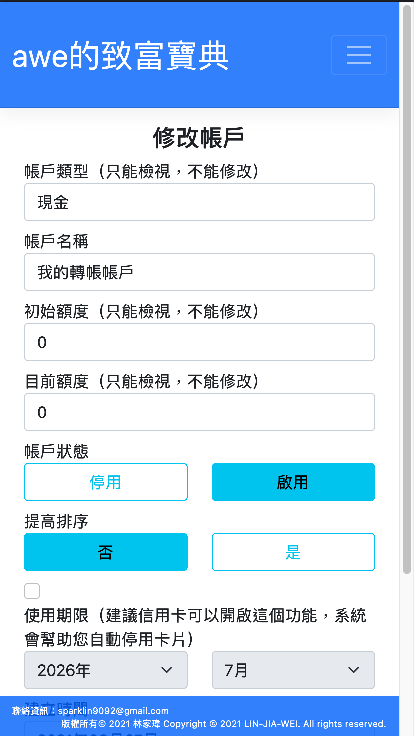 awe的致富寶典
修改帳戶
帳戶類型（只能檢視，不能修改）
現金
帳戶名稱
我的轉帳帳戶
初始額度（只能檢視，不能修改）
0
目前額度（只能檢視，不能修改）
0
帳戶狀態
停用 啟用
提高排序
否 是
使用期限（建議信用卡可以開啟這個功能，系統
會幫助您自動停用卡片）
2026年 7月
建立時間
聯絡資訊：sparklin9092@gmail.com
版權所有© 2021 林家瑋 Copyright © 2021 LIN-JIA-WEI. All rights reserved.